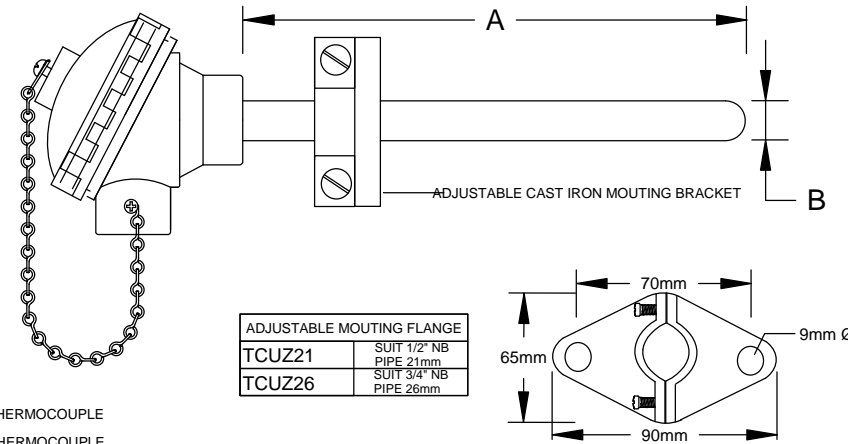 A
ADJUSTABLE CAST IRON MOUTING BRACKET
B
70mm
9mm Ø
65mm
90mm
ADJUSTABLE MOUTING FLANGE
TCUZ21 SUIT 1/2" NB
PIPE 21mm
TCUZ26 SUIT 3/4" NB
PIPE 26mm
HERMOCOUPLE